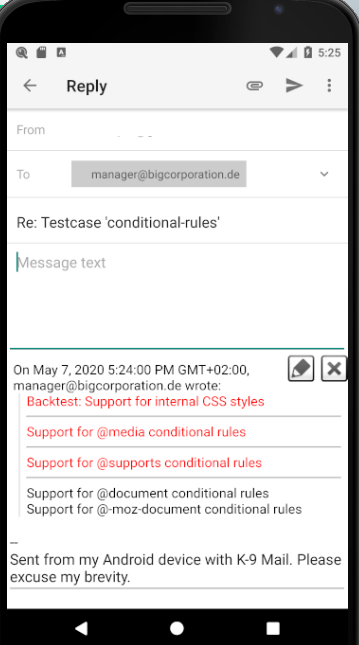 5:25
Reply
From
To manager@bigcorporation.de
Re: Testcase 'conditional-rules'
Message text
On May 7, 2020 5:24:00 PM GMT+02:00,
manager@bigcorporation.de wrote:
Backtest: Support for internal CSS styles
Support for @media conditional rules
Support for @supports conditional rules
Support for @document conditional rules
Support for @-moz-document conditional rules
--
Sent from my Android device with K-9 Mail. Please
excuse my brevity.